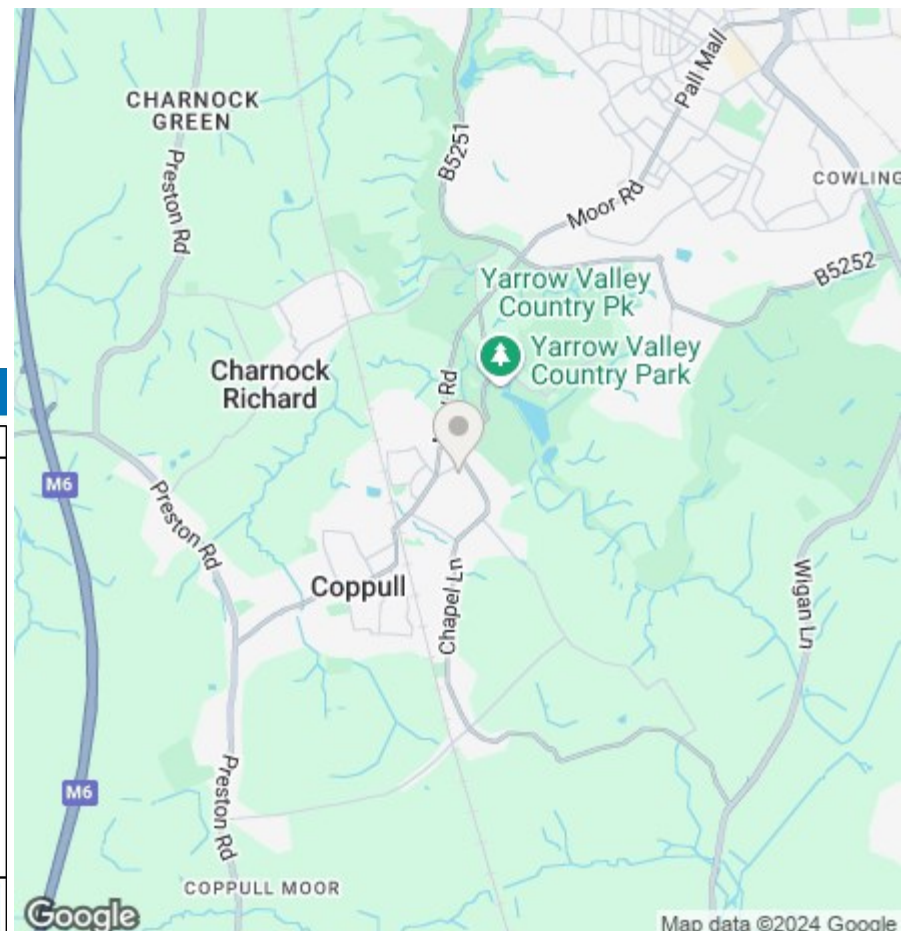 Pall Mall
CHARNOCK
GREEN
B5251
Preston Rd
COWLING
Moor Rd
B5252
Yarrow Valley
Country Pk
Yarrow Valley
Country Park
Charnock
Richard
Rd
M6
Preston Rd
Coppull
Chapel Ln
Wigan Ln
M6
Preston Rd
COPPULL MOOR
Google
Map data ©2024 Google